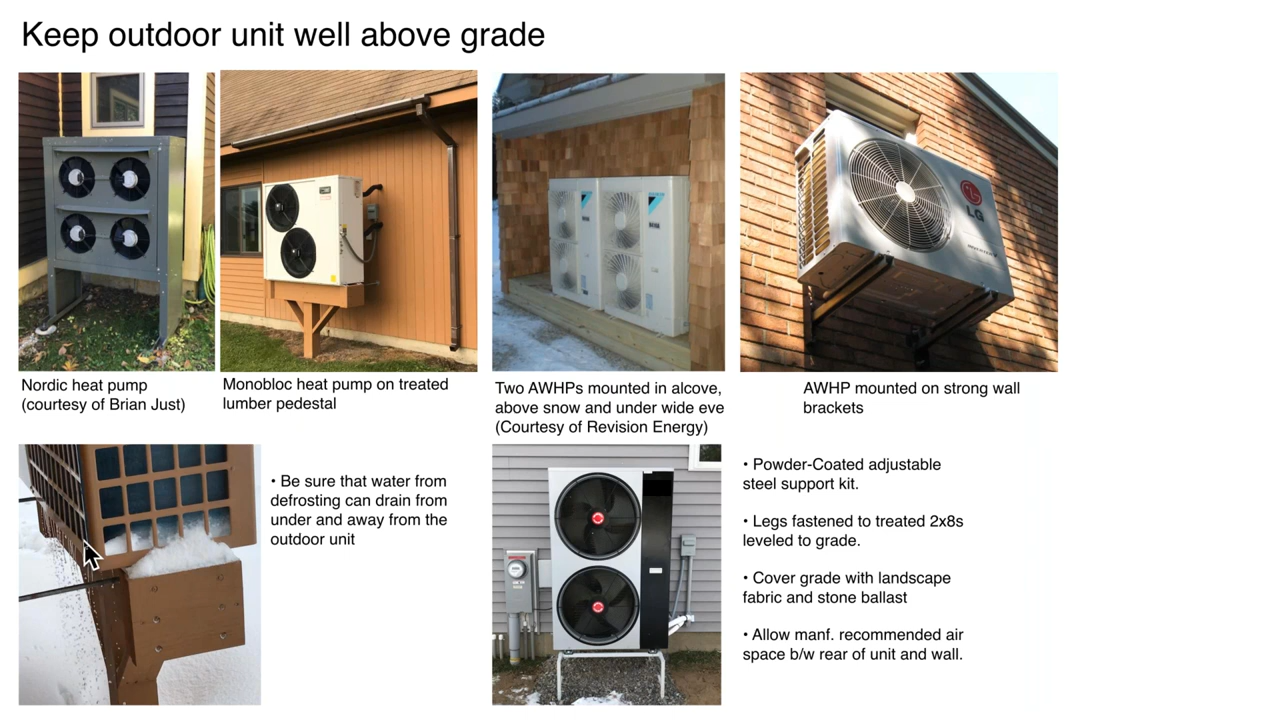 Keep outdoor unit well above grade
LG
Nordic heat pump
(courtesy of Brian Just)
Monobloc heat pump on treated
lumber pedestal
Two AWHPs mounted in alcove,
above snow and under wide eve
(Courtesy of Revision Energy)
AWHP mounted on strong wall
brackets
• Be sure that water from
defrosting can drain from
under and away from the
outdoor unit
• Powder-Coated adjustable
steel support kit.
• Legs fastened to treated 2x8s
leveled to grade.
• Cover grade with landscape
fabric and stone ballast
• Allow manf. recommended air
space b/w rear of unit and wall.